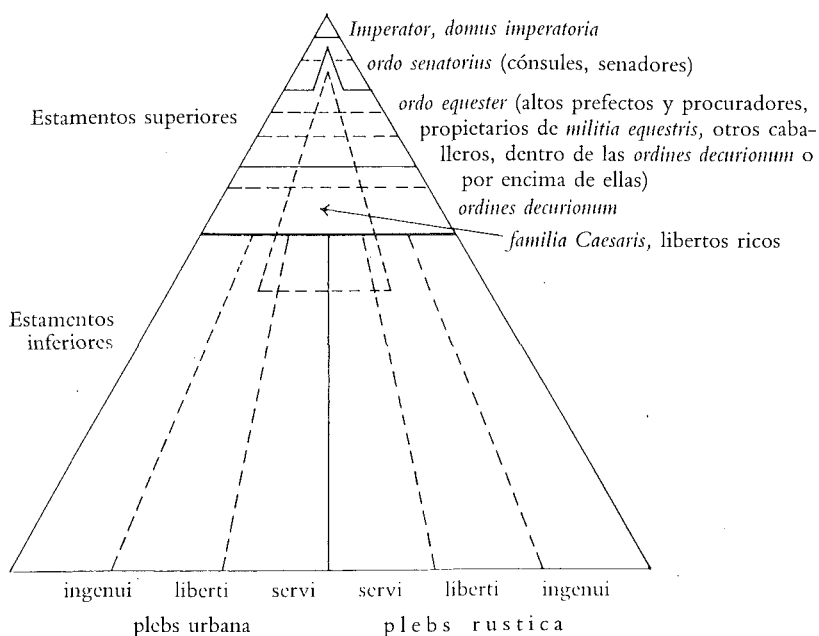 Imperator, domus imperatoria
ordo senatorius (cónsules, senadores)
Estamentos superiores
ordo equester (altos prefectos y procuradores,
propietarios de militia equestris, otros caba-
lleros, dentro de las ordines decurionum o
por encima de ellas)
ordines decurionum
familia Caesaris, libertos ricos
Estamentos
inferiores
ingenui liberti servi servi liberti ingenui
plebs urbana plebs rustica